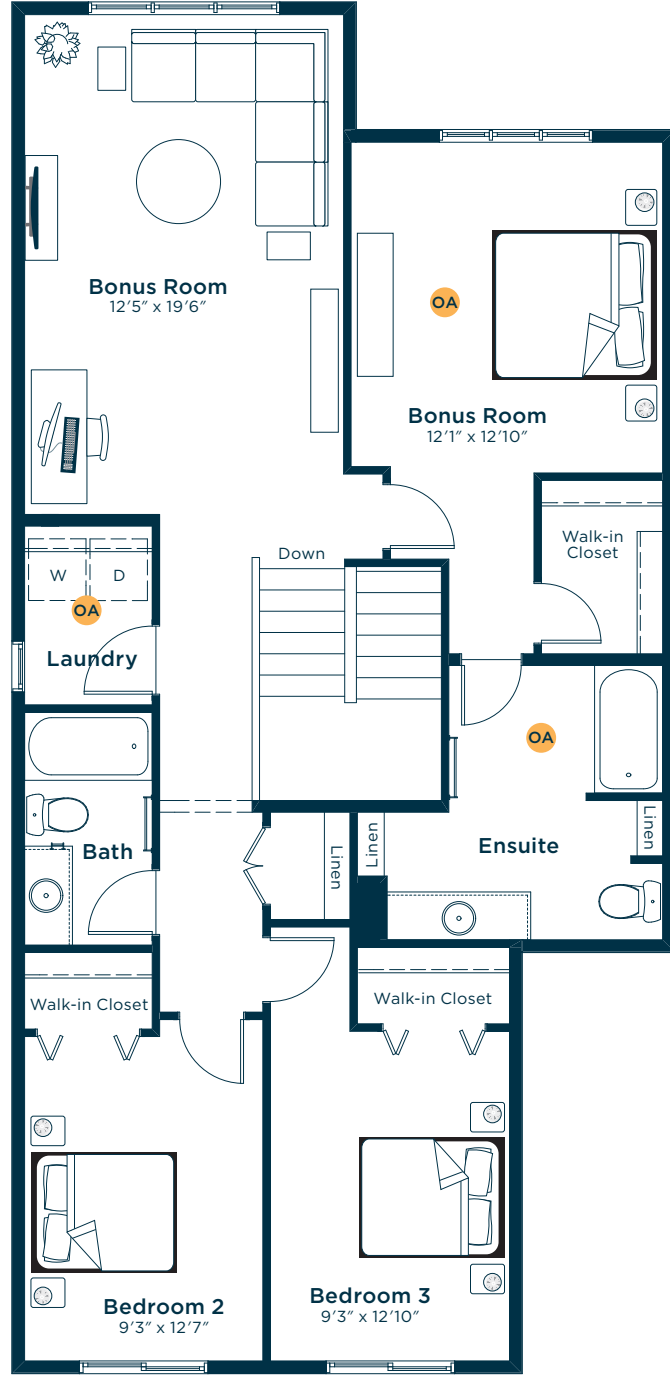 Bonus Room
12′5″ x 19′6″
OA
Bonus Room
12′1″ x 12′10″
Walk-in
Closet
Down
W
D
OA
Laundry
OA
Ensuite
Linen
Linen
Linen
Bath
Walk-in Closet
Walk-in Closet
Bedroom 2
9′3″ x 12′7″
Bedroom 3
9′3″ x 12′10″